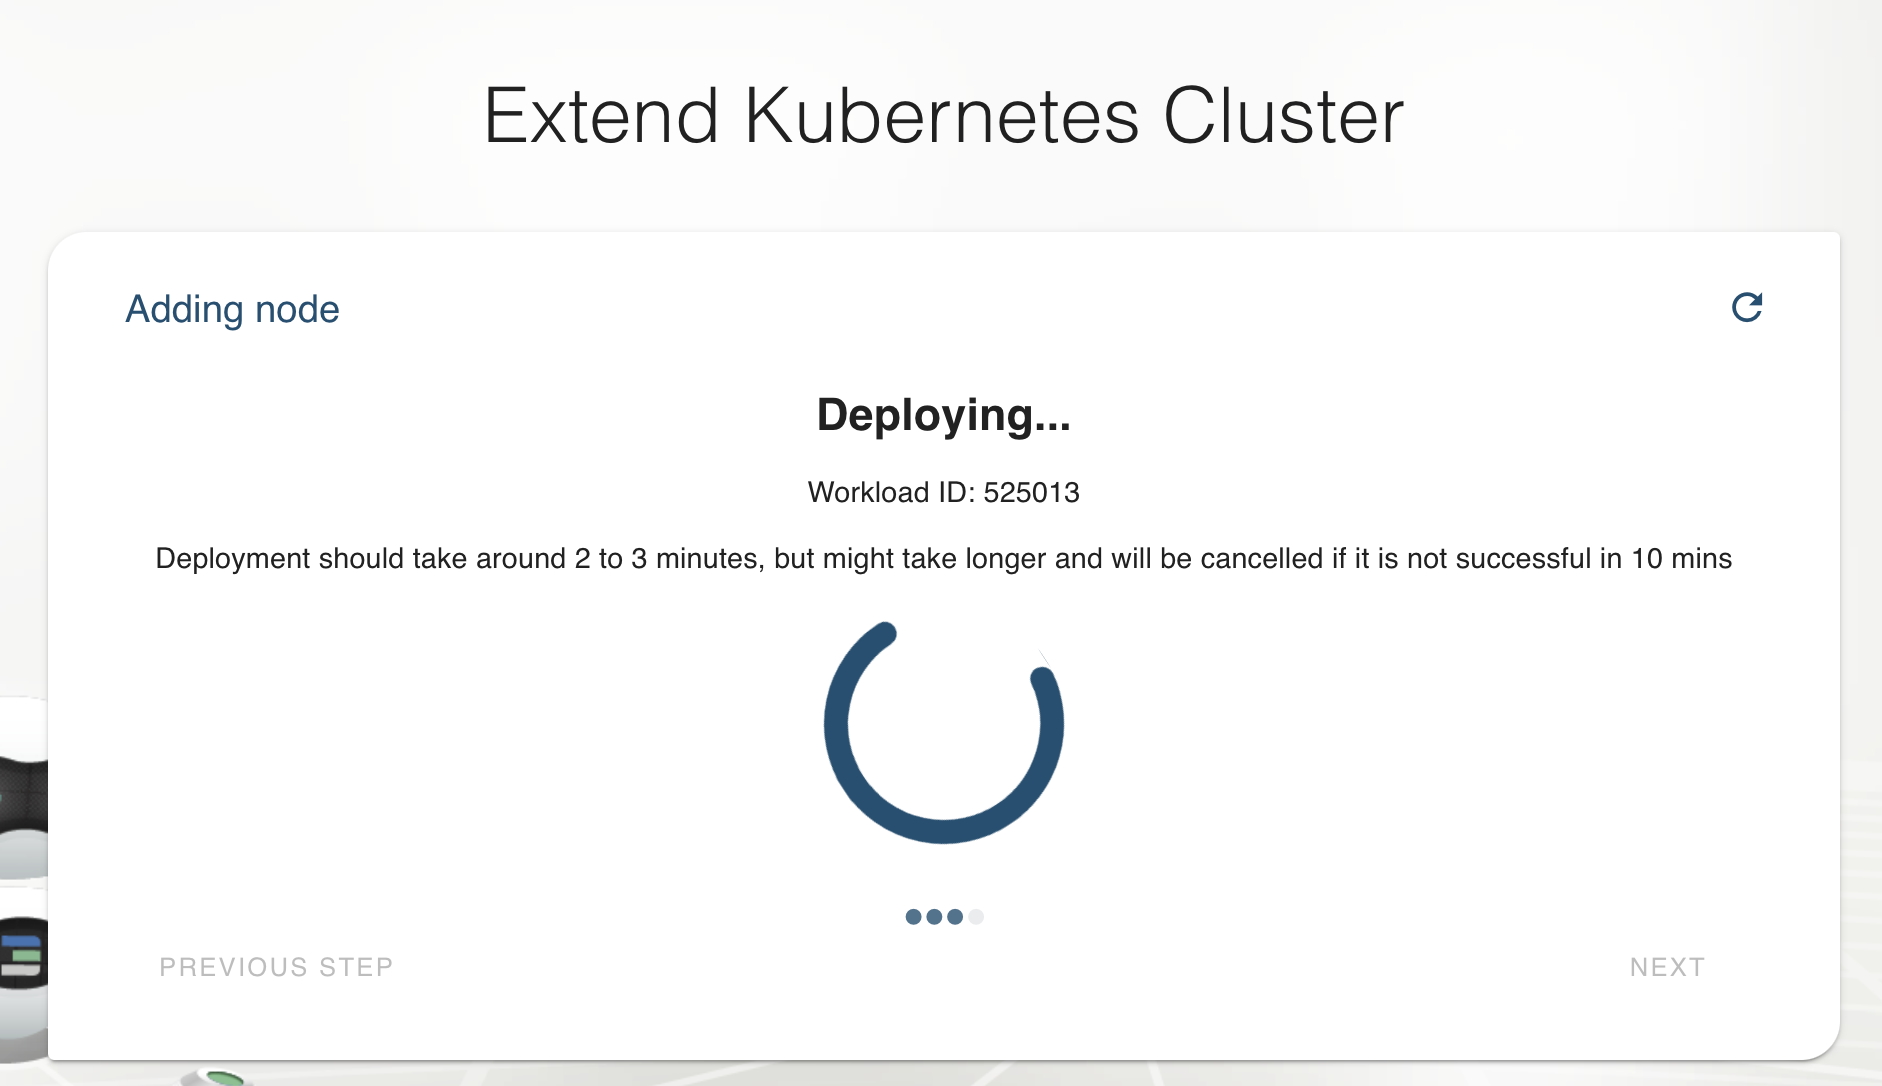 Extend Kubernetes Cluster
Adding node
Deploying...
Workload ID: 525013
Deployment should take around 2 to 3 minutes, but might take longer and will be cancelled if it is not successful in 10 mins
PREVIOUS STEP
NEXT